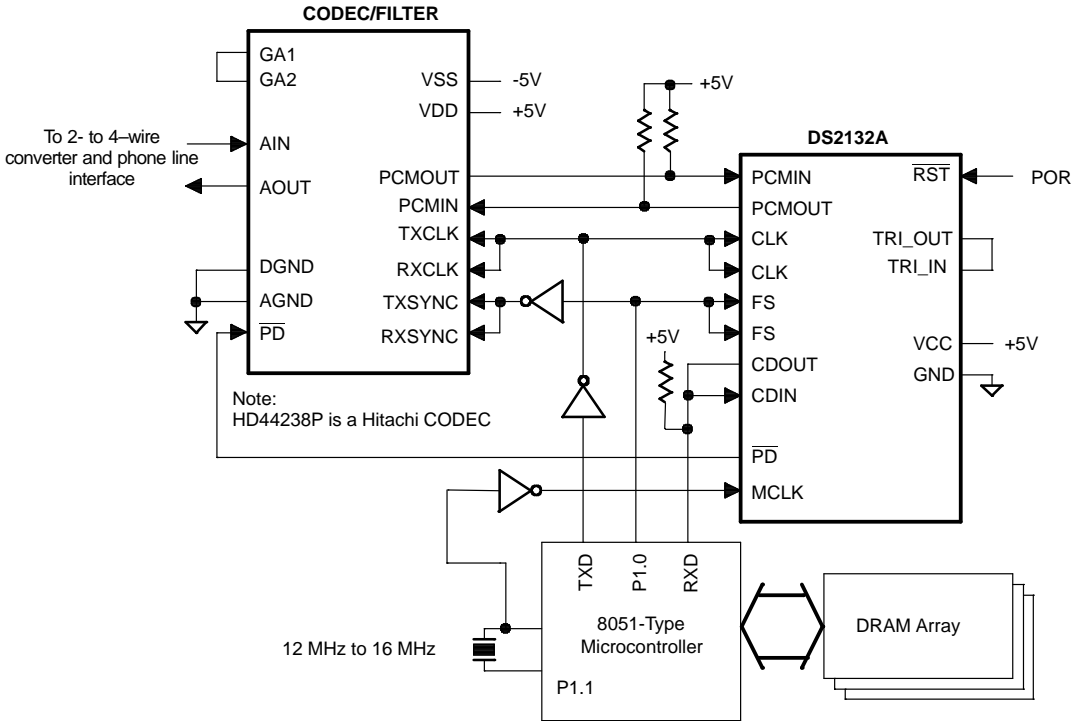 CODEC/FILTER
GA1
GA2
VSS
-5V
VDD
+5V
+5V
To 2- to 4–wire
converter and phone line
interface
AIN
AOUT
PCMOUT
PCMIN
TXCLK
RXCLK
TXSYNC
RXSYNC
DGND
AGND
PD
Note:
HD44238P is a Hitachi CODEC
DS2132A
PCMIN
PCMOUT
CLK
CLK
FS
FS
CDOUT
CDIN
PD
MCLK
RST
POR
TRI_OUT
TRI_IN
VCC
+5V
GND
+5V
TXD
P1.0
RXD
8051-Type
Microcontroller
P1.1
12 MHz to 16 MHz
DRAM Array